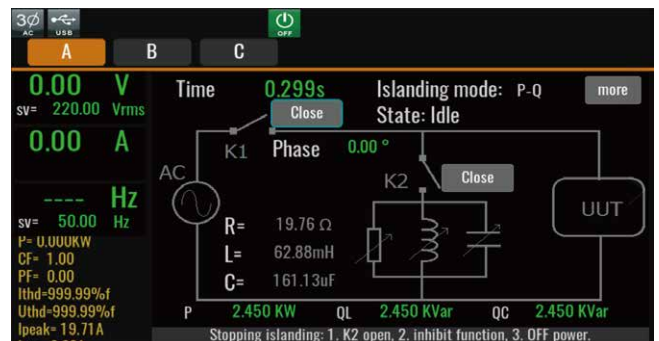 3Ø
AC
USB
OFF
A
B
C
0.00 V
sv= 220.00 Vrms
0.00 A
---- Hz
sv= 50.00 Hz
P= 0.000KW
CF= 1.00
PF= 0.00
Ithd=999.99%f
Uthd=999.99%f
Ipeak= 19.71A
Time 0.299s
Islanding mode: P-Q
more
State: Idle
Close
K1
Phase 0.00 °
AC
K2
Close
UUT
R= 19.76 Ω
L= 62.88mH
C= 161.13uF
P 2.450 KW QL 2.450 KVar QC 2.450 KVar
Stopping islanding: 1. K2 open, 2. inhibit function, 3. OFF power.